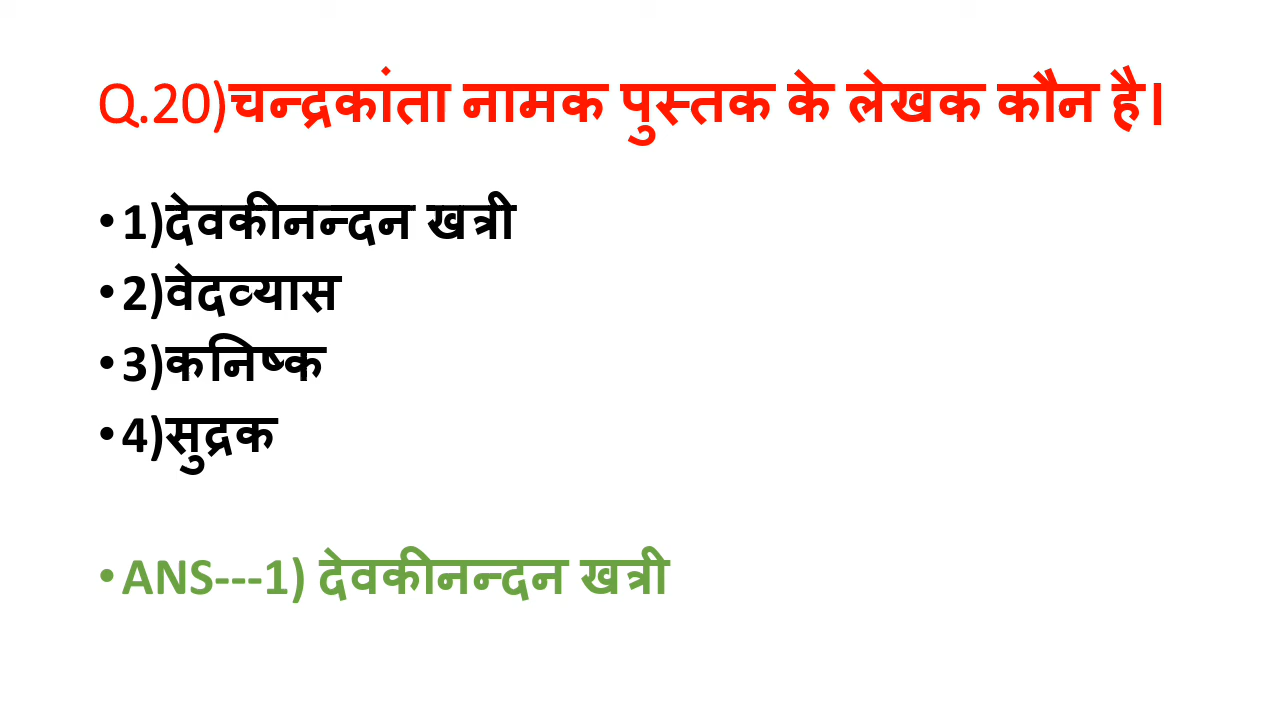 Q.20)चन्द्रकांता नामक पुस्तक के लेखक कौन है।
•1)देवकीनन्दन खत्री
•2)वेदव्यास
•3)कनिष्क
•4)सुद्रक
•ANS---1) देवकीनन्दन खत्री